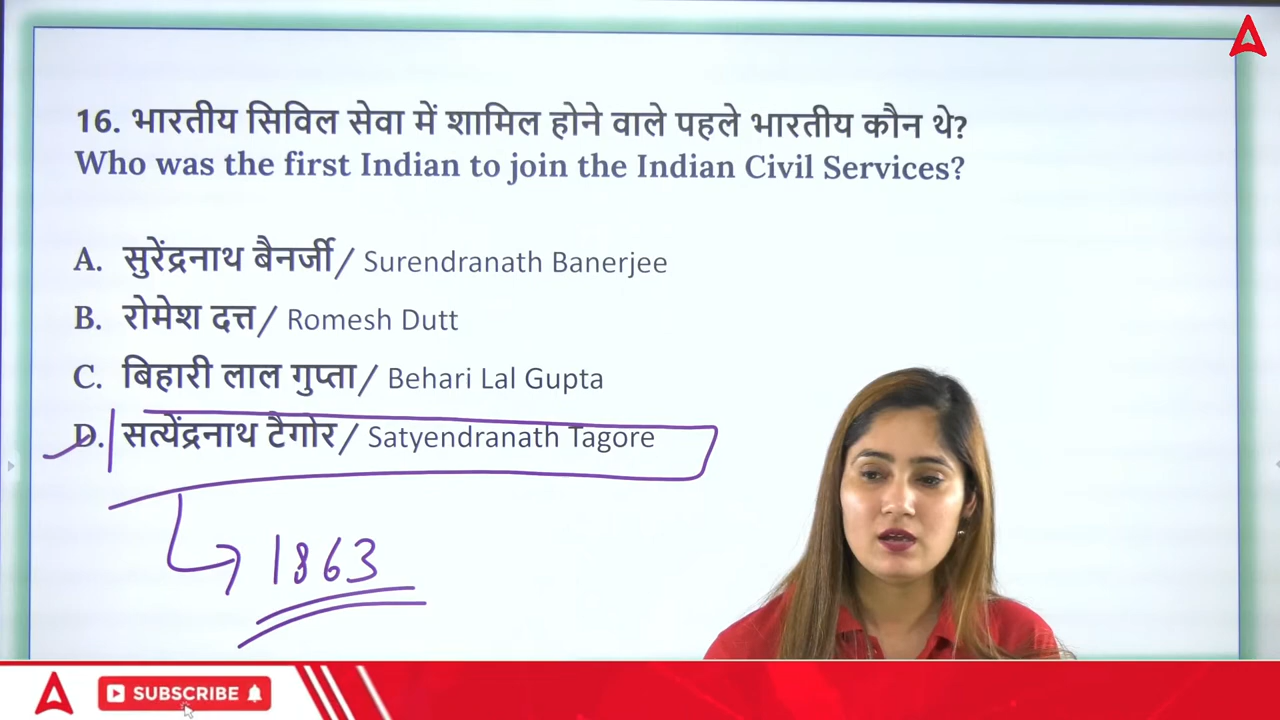 16. भारतीय सिविल सेवा में शामिल होने वाले पहले भारतीय कौन थे?
Who was the first Indian to join the Indian Civil Services?
A. सुरेंद्रनाथ बैनर्जी/ Surendranath Banerjee
B. रोमेश दत्त/ Romesh Dutt
C. बिहारी लाल गुप्ता/ Behari Lal Gupta
D. सत्येंद्रनाथ टैगोर/ Satyendranath Tagore
1863
SUBSCRIBE